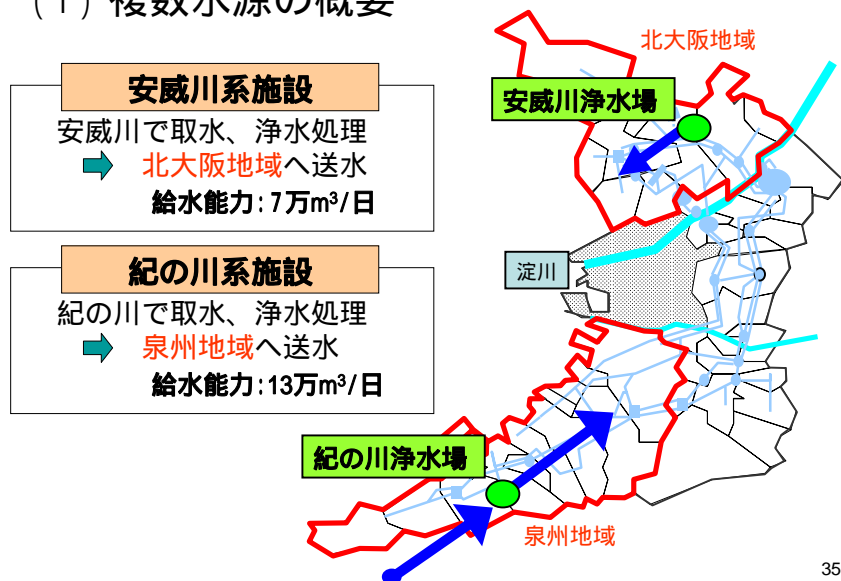 (1) 複数水源の概要
安威川系施設
安威川で取水、浄水処理
北大阪地域へ送水
給水能力:7万m³/日
紀の川系施設
紀の川で取水、浄水処理
泉州地域へ送水
給水能力:13万m³/日
北大阪地域
安威川浄水場
淀川
紀の川浄水場
泉州地域
35